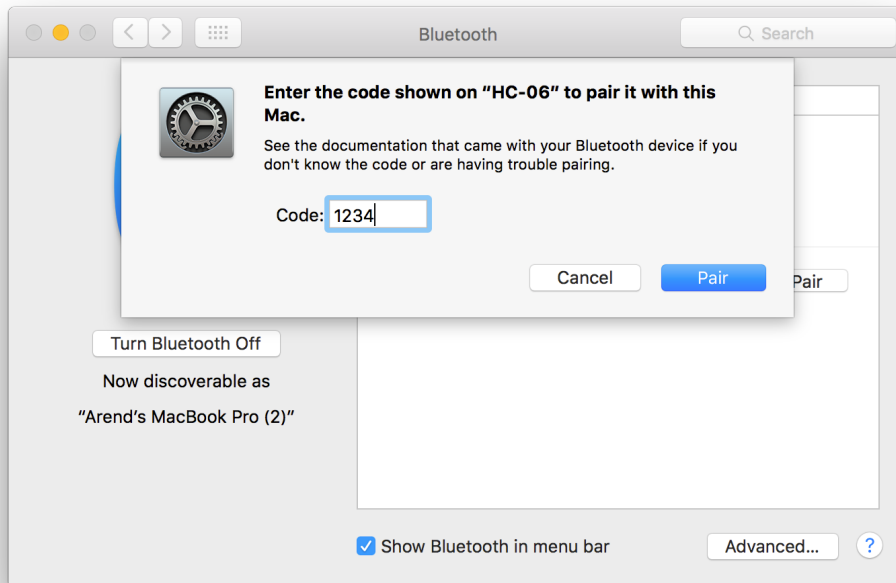 Bluetooth
Search
Enter the code shown on “HC-06” to pair it with this
Mac.
See the documentation that came with your Bluetooth device if you
don't know the code or are having trouble pairing.
Code: 1234
Cancel
Pair
Pair
Turn Bluetooth Off
Now discoverable as
“Arend’s MacBook Pro (2)”
Show Bluetooth in menu bar
Advanced...
?